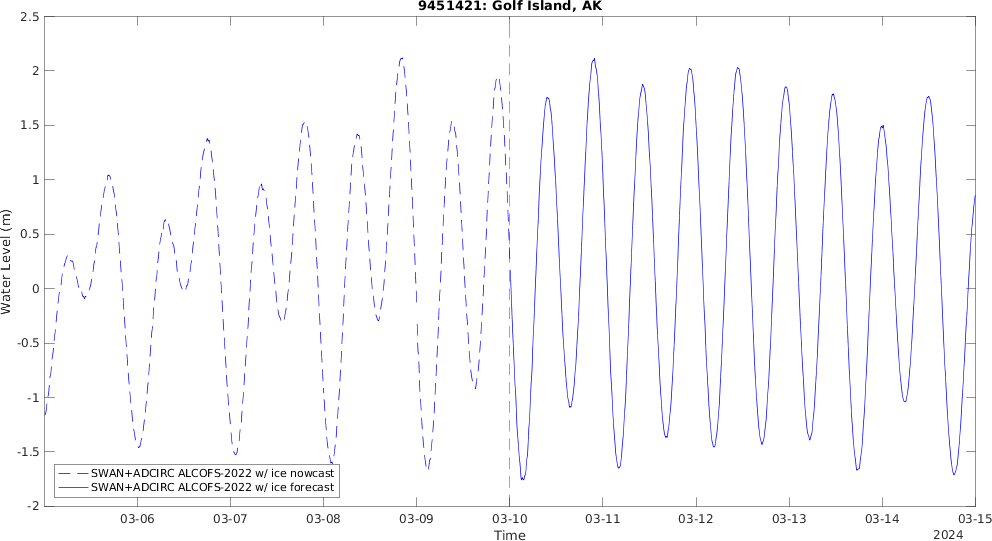 9451421: Golf Island, AK
Water Level (m)
2.5
2
1.5
1
0.5
0
-0.5
-1
-1.5
-2
SWAN+ADCIRC ALCOFS-2022 w/ ice nowcast
SWAN+ADCIRC ALCOFS-2022 w/ ice forecast
03-06 03-07 03-08 03-09 03-10 03-11 03-12 03-13 03-14 03-15
Time
2024